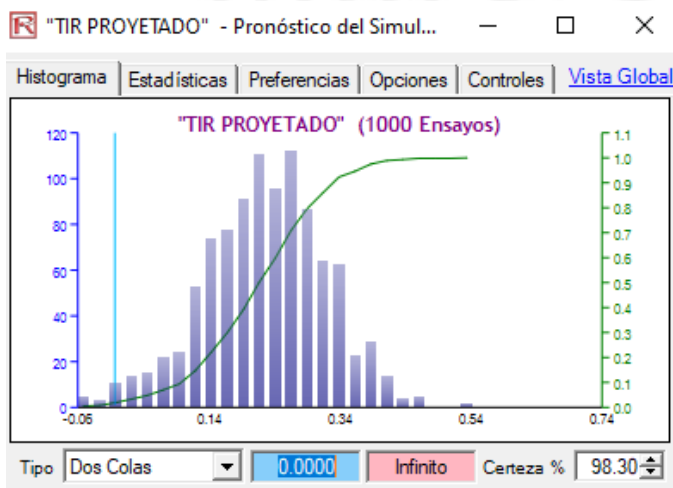 R "TIR PROYETADO" - Pronóstico del Simul...
Histograma Estadísticas Preferencias Opciones Controles Vista Global
"TIR PROYETADO" (1000 Ensayos)
120 1.1
1.0
100 0.9
80 0.8
0.7
60 0.6
0.5
40 0.4
0.3
20 0.2
0.1
0 0.0
-0.06 0.14 0.34 0.54 0.74
Tipo Dos Colas 0.0000 Infinito Certeza % 98.30